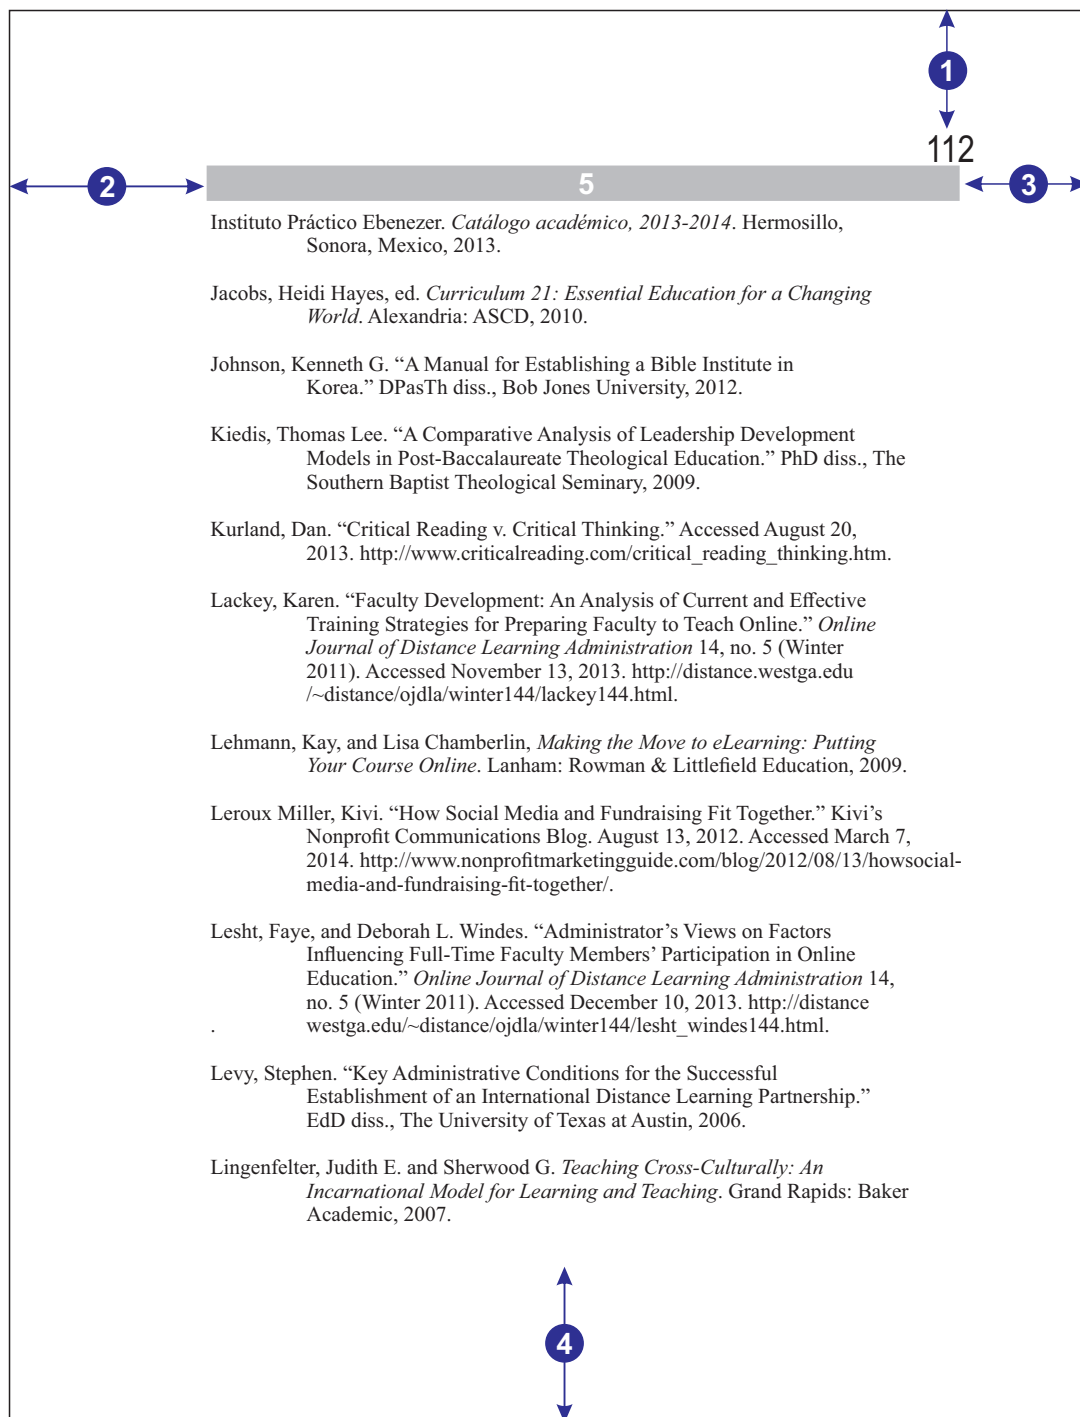 1
112
2
5
3
Instituto Práctico Ebenezer. Catálogo académico, 2013-2014. Hermosillo,
Sonora, Mexico, 2013.
Jacobs, Heidi Hayes, ed. Curriculum 21: Essential Education for a Changing
World. Alexandria: ASCD, 2010.
Johnson, Kenneth G. “A Manual for Establishing a Bible Institute in
Korea.” DPasTh diss., Bob Jones University, 2012.
Kiedis, Thomas Lee. “A Comparative Analysis of Leadership Development
Models in Post-Baccalaureate Theological Education.” PhD diss., The
Southern Baptist Theological Seminary, 2009.
Kurland, Dan. “Critical Reading v. Critical Thinking.” Accessed August 20,
2013. http://www.criticalreading.com/critical_reading_thinking.htm.
Lackey, Karen. “Faculty Development: An Analysis of Current and Effective
Training Strategies for Preparing Faculty to Teach Online.” Online
Journal of Distance Learning Administration 14, no. 5 (Winter
2011). Accessed November 13, 2013. http://distance.westga.edu
/~distance/ojdla/winter144/lackey144.html.
Lehmann, Kay, and Lisa Chamberlin, Making the Move to eLearning: Putting
Your Course Online. Lanham: Rowman & Littlefield Education, 2009.
Leroux Miller, Kivi. “How Social Media and Fundraising Fit Together.” Kivi’s
Nonprofit Communications Blog. August 13, 2012. Accessed March 7,
2014. http://www.nonprofitmarketingguide.com/blog/2012/08/13/howsocial-
media-and-fundraising-fit-together/.
Lesht, Faye, and Deborah L. Windes. “Administrator’s Views on Factors
Influencing Full-Time Faculty Members’ Participation in Online
Education.” Online Journal of Distance Learning Administration 14,
no. 5 (Winter 2011). Accessed December 10, 2013. http://distance
. westga.edu/~distance/ojdla/winter144/lesht_windes144.html.
Levy, Stephen. “Key Administrative Conditions for the Successful
Establishment of an International Distance Learning Partnership.”
EdD diss., The University of Texas at Austin, 2006.
Lingenfelter, Judith E. and Sherwood G. Teaching Cross-Culturally: An
Incarnational Model for Learning and Teaching. Grand Rapids: Baker
Academic, 2007.
4